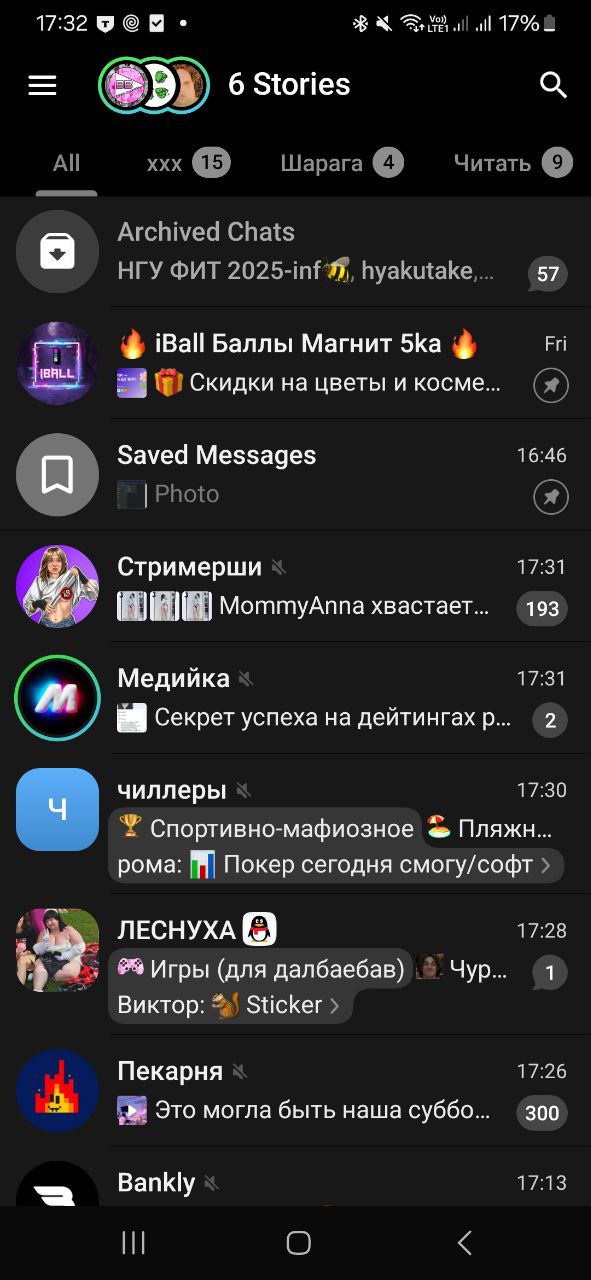 17:32
Vo)) LTE1
17%
6 Stories
All
xxx 15
Шарага 4
Читать 9
Archived Chats
НГУ ФИТ 2025-inf🐝, hyakutake,...
57
🔥 iBall Баллы Магнит 5ka 🔥
Fri
IBALL
🎁 Скидки на цветы и косме...
Saved Messages
16:46
Photo
Стримерши
17:31
MommyAnna хвастает...
193
Медийка
17:31
Секрет успеха на дейтингах р...
2
Ч
чиллеры
17:30
🏆 Спортивно-мафиозное 🏖 Пляжн...
рома: 📊 Покер сегодня смогу/софт >
ЛЕСНУХА
17:28
🎮 Игры (для далбаебав) Чур...
1
Виктор: 🐿 Sticker >
Пекарня
17:26
Это могла быть наша суббо...
300
Bankly
17:13